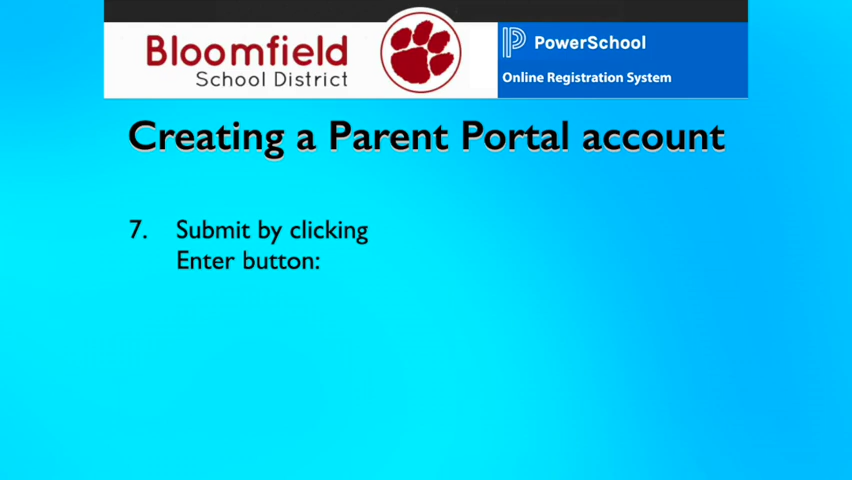 Bloomfield
School District
PowerSchool
Online Registration System
Creating a Parent Portal account
7. Submit by clicking
Enter button: